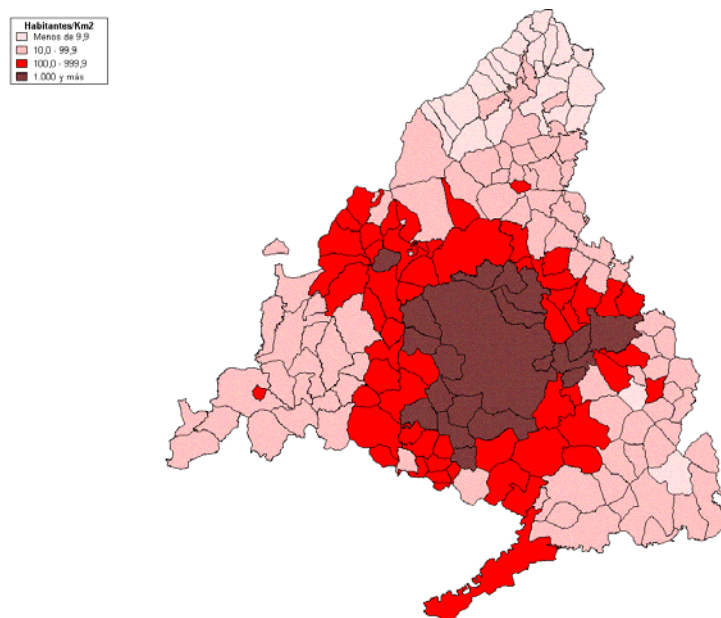 Habitantes/Km2
Menos de 9,9
10,0 - 99,9
100,0 - 999,9
1.000 y más